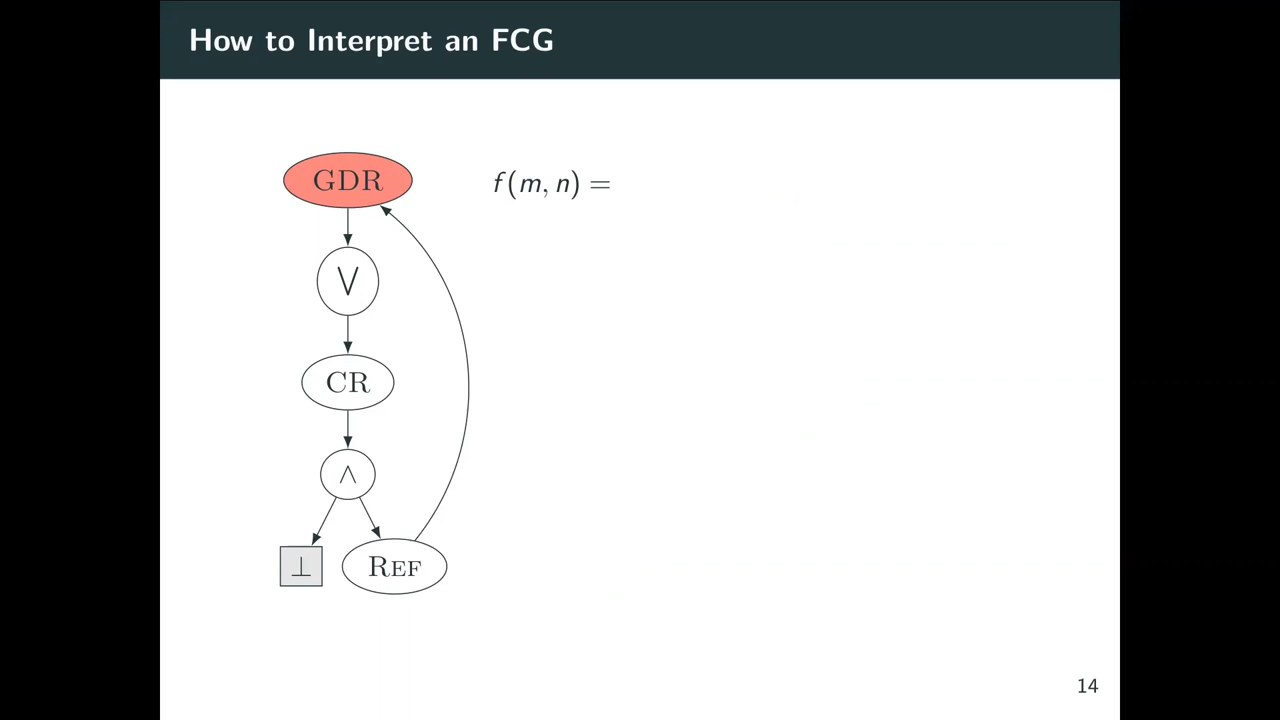 How to Interpret an FCG
GDR
f(m, n) =
⋁
CR
∧
⊥
REF
14